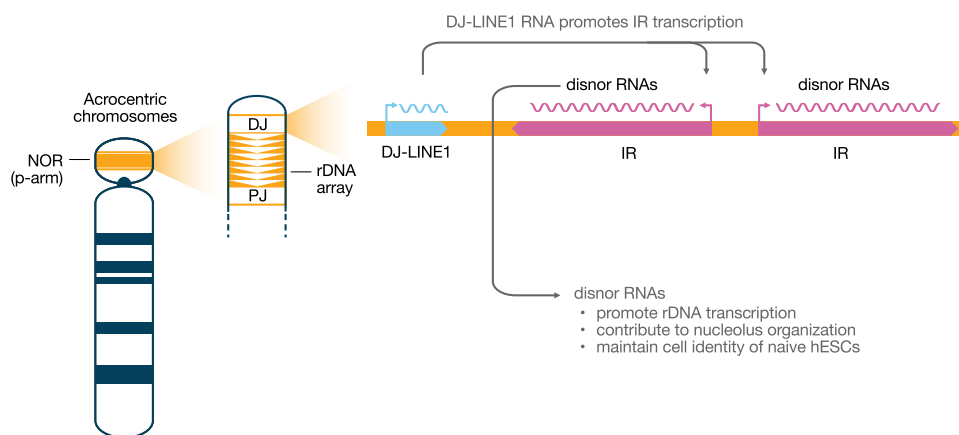 DJ-LINE1 RNA promotes IR transcription
Acrocentric
chromosomes
NOR
(p-arm)
DJ
rDNA
array
PJ
disnor RNAs
disnor RNAs
DJ-LINE1
IR
IR
disnor RNAs
• promote rDNA transcription
• contribute to nucleolus organization
• maintain cell identity of naive hESCs